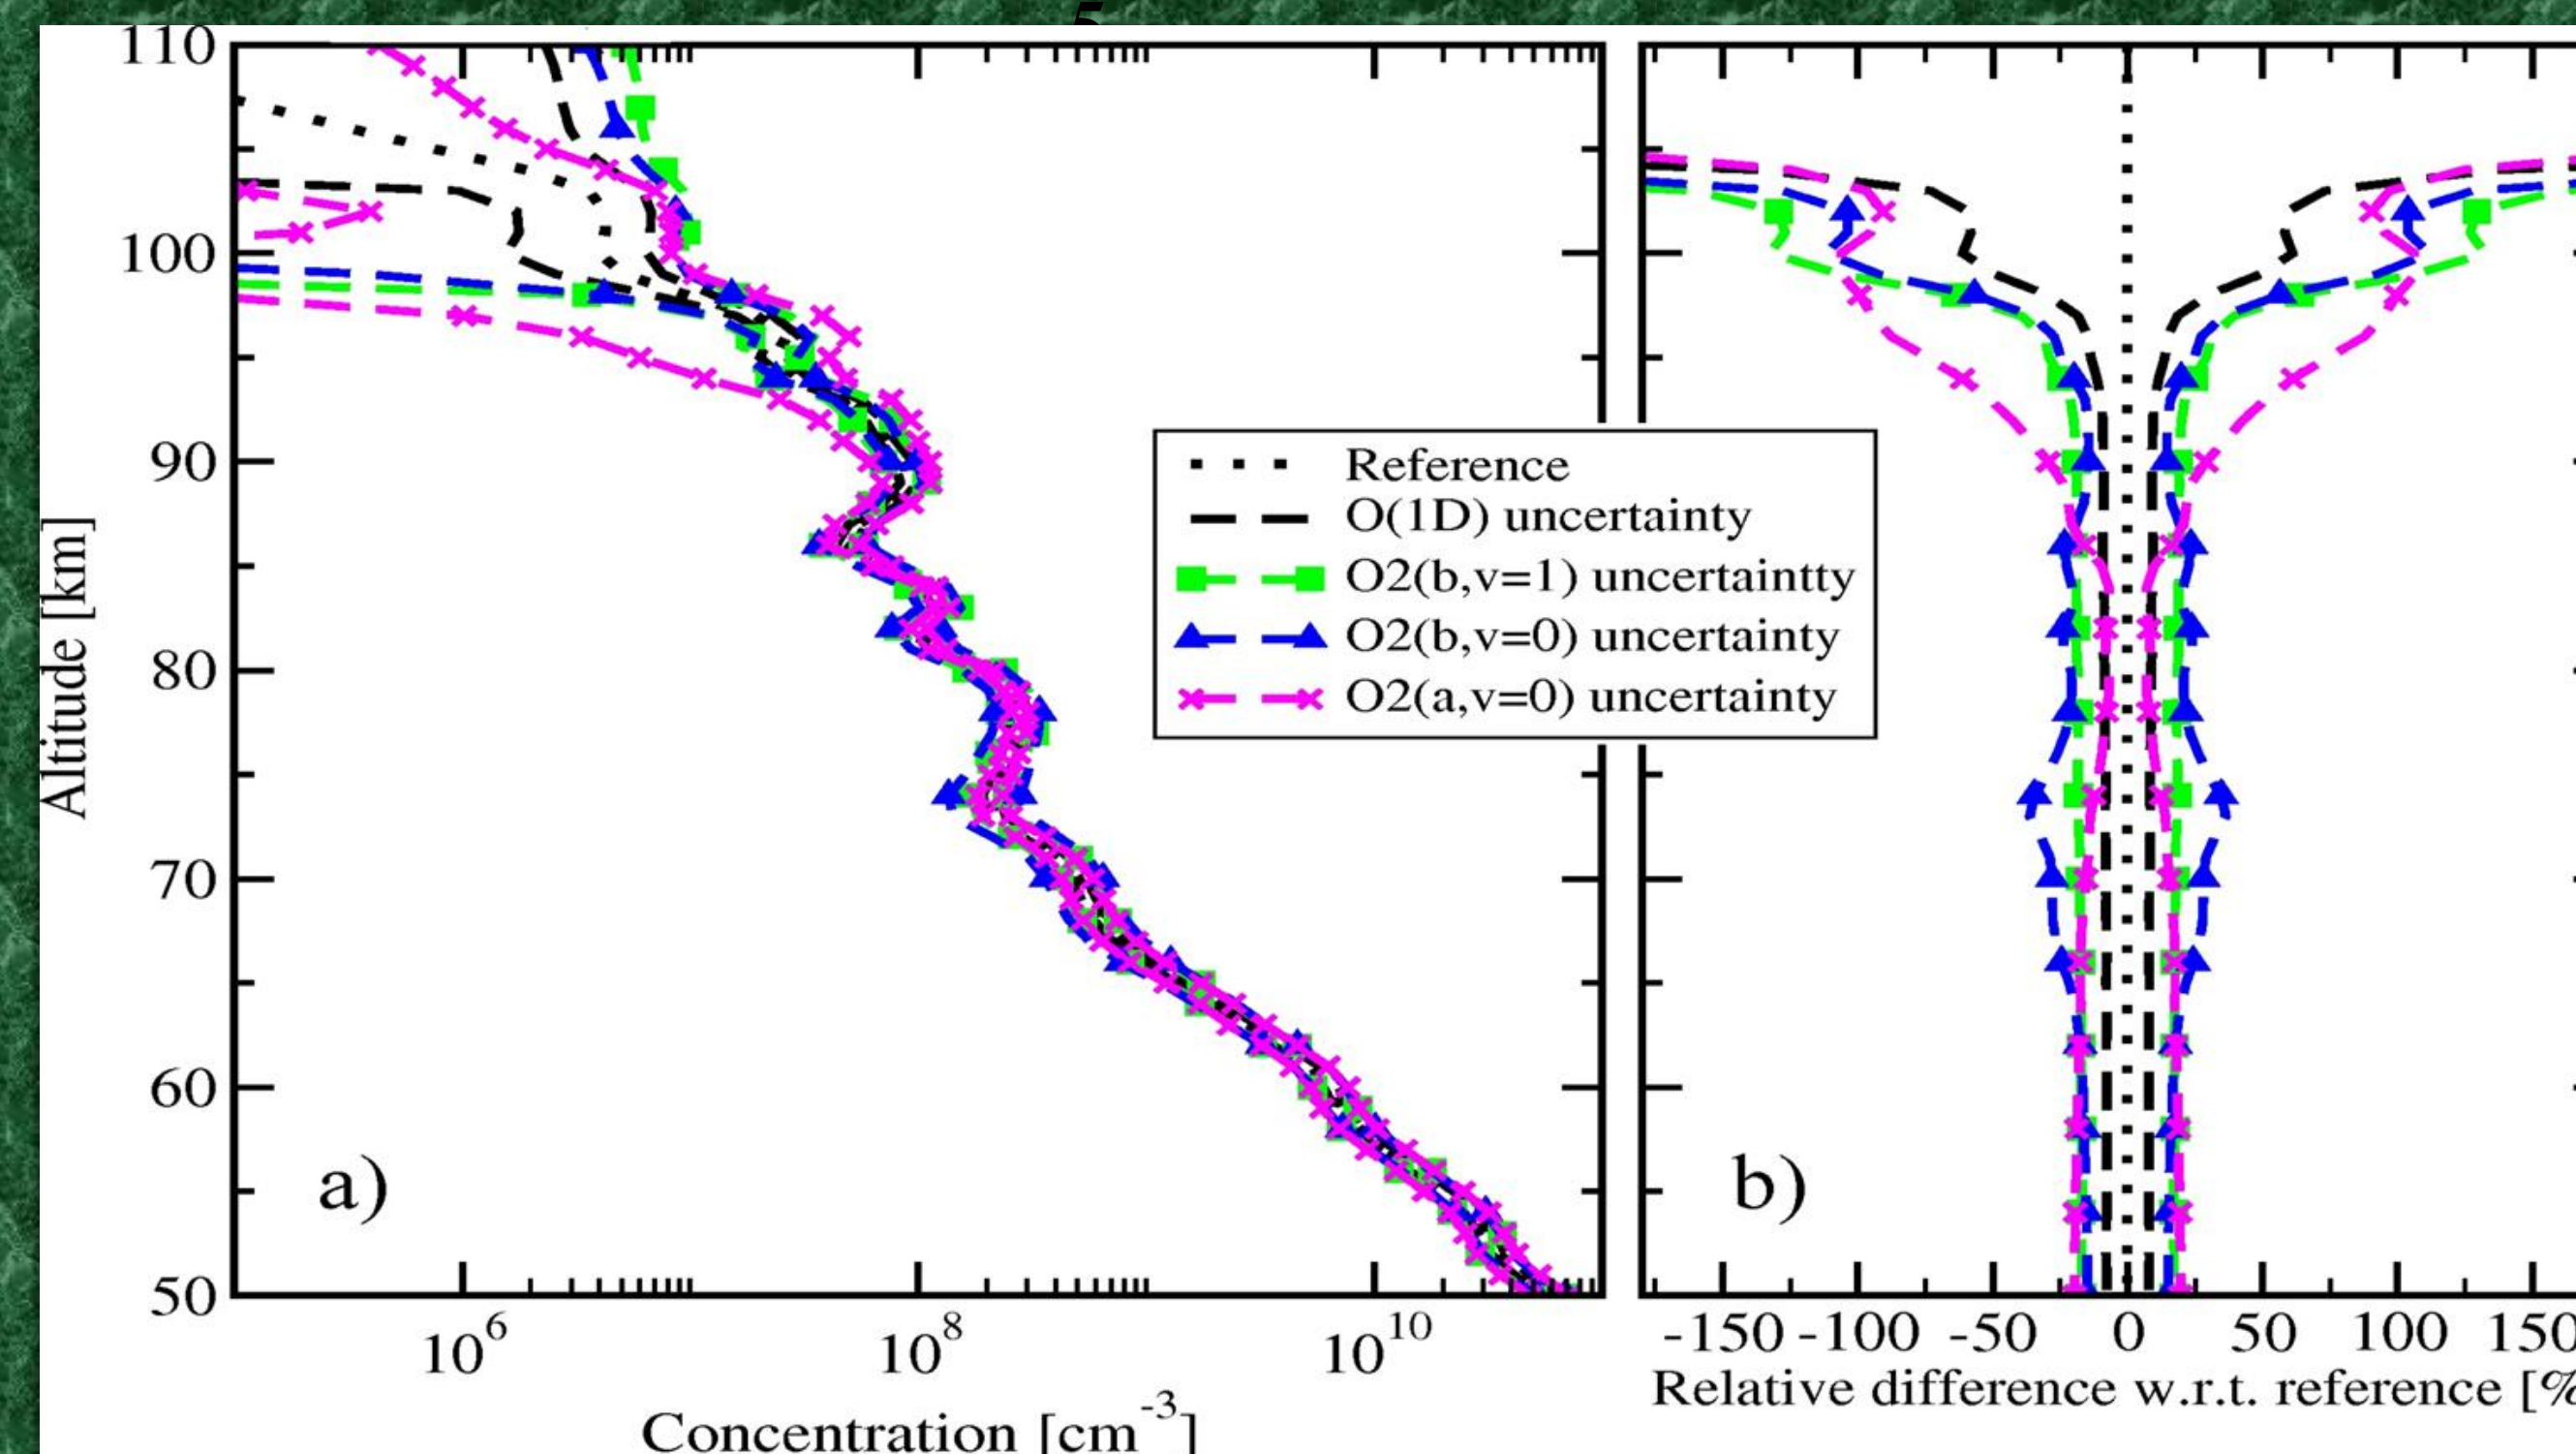 5
110
100
90
80
70
60
50
Altitude [km]
Reference
O(1D) uncertainty
O2(b,v=1) uncertaintty
O2(b,v=0) uncertainty
O2(a,v=0) uncertainty
a)
b)
10^6 10^8 10^10
Concentration [cm^-3]
-150 -100 -50 0 50 100 150
Relative difference w.r.t. reference [%